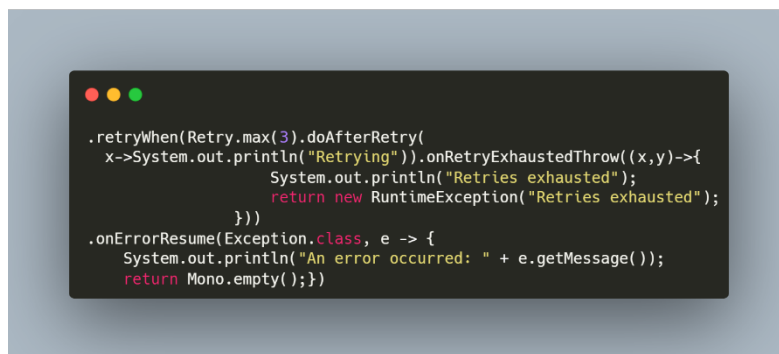 .retryWhen(Retry.max(3).doAfterRetry(
x->System.out.println("Retrying")).onRetryExhaustedThrow((x,y)->{
System.out.println("Retries exhausted");
return new RuntimeException("Retries exhausted");
}))
.onErrorResume(Exception.class, e -> {
System.out.println("An error occurred: " + e.getMessage());
return Mono.empty();})